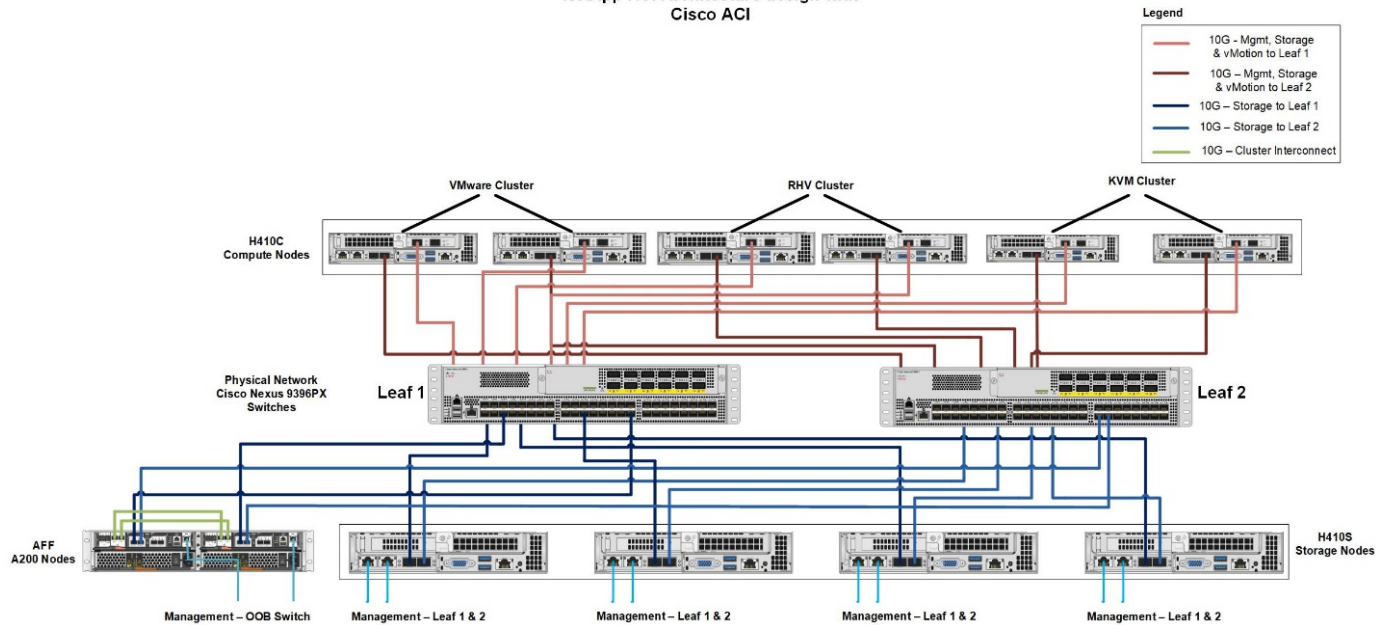 Cisco ACI
Legend
10G - Mgmt, Storage
& vMotion to Leaf 1
10G – Mgmt, Storage
& vMotion to Leaf 2
10G – Storage to Leaf 1
10G – Storage to Leaf 2
10G – Cluster Interconnect
VMware Cluster
RHV Cluster
KVM Cluster
H410C
Compute Nodes
Physical Network
Cisco Nexus 9396PX
Switches
Leaf 1
Leaf 2
AFF
A200 Nodes
H410S
Storage Nodes
Management – OOB Switch
Management – Leaf 1 & 2
Management – Leaf 1 & 2
Management – Leaf 1 & 2
Management – Leaf 1 & 2